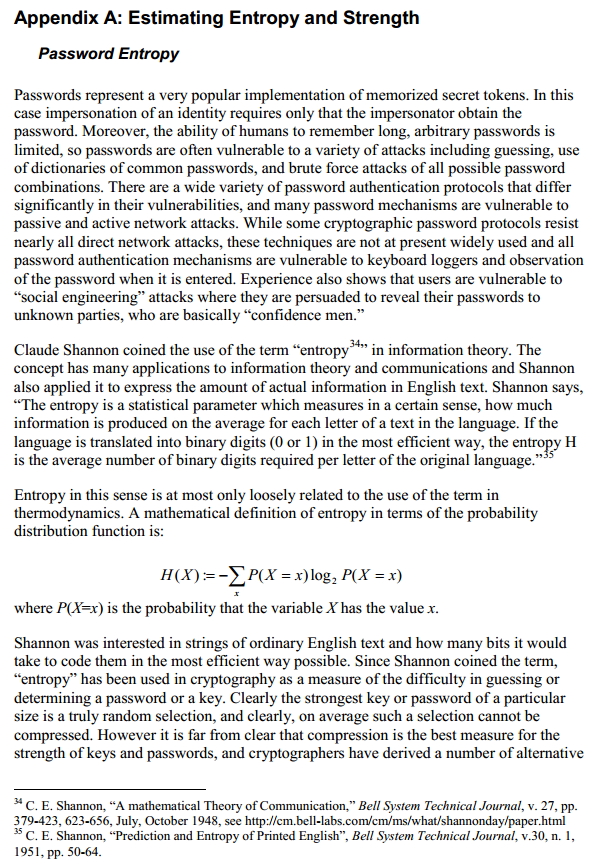 Appendix A: Estimating Entropy and Strength
Password Entropy
Passwords represent a very popular implementation of memorized secret tokens. In this
case impersonation of an identity requires only that the impersonator obtain the
password. Moreover, the ability of humans to remember long, arbitrary passwords is
limited, so passwords are often vulnerable to a variety of attacks including guessing, use
of dictionaries of common passwords, and brute force attacks of all possible password
combinations. There are a wide variety of password authentication protocols that differ
significantly in their vulnerabilities, and many password mechanisms are vulnerable to
passive and active network attacks. While some cryptographic password protocols resist
nearly all direct network attacks, these techniques are not at present widely used and all
password authentication mechanisms are vulnerable to keyboard loggers and observation
of the password when it is entered. Experience also shows that users are vulnerable to
“social engineering” attacks where they are persuaded to reveal their passwords to
unknown parties, who are basically “confidence men.”
Claude Shannon coined the use of the term “entropy³⁴” in information theory. The
concept has many applications to information theory and communications and Shannon
also applied it to express the amount of actual information in English text. Shannon says,
“The entropy is a statistical parameter which measures in a certain sense, how much
information is produced on the average for each letter of a text in the language. If the
language is translated into binary digits (0 or 1) in the most efficient way, the entropy H
is the average number of binary digits required per letter of the original language.”³⁵
Entropy in this sense is at most only loosely related to the use of the term in
thermodynamics. A mathematical definition of entropy in terms of the probability
distribution function is:
H(X) := −∑ₓ P(X = x) log₂ P(X = x)
where P(X=x) is the probability that the variable X has the value x.
Shannon was interested in strings of ordinary English text and how many bits it would
take to code them in the most efficient way possible. Since Shannon coined the term,
“entropy” has been used in cryptography as a measure of the difficulty in guessing or
determining a password or a key. Clearly the strongest key or password of a particular
size is a truly random selection, and clearly, on average such a selection cannot be
compressed. However it is far from clear that compression is the best measure for the
strength of keys and passwords, and cryptographers have derived a number of alternative
³⁴ C. E. Shannon, “A mathematical Theory of Communication,” Bell System Technical Journal, v. 27, pp.
379-423, 623-656, July, October 1948, see http://cm.bell-labs.com/cm/ms/what/shannonday/paper.html
³⁵ C. E. Shannon, “Prediction and Entropy of Printed English”, Bell System Technical Journal, v.30, n. 1,
1951, pp. 50-64.